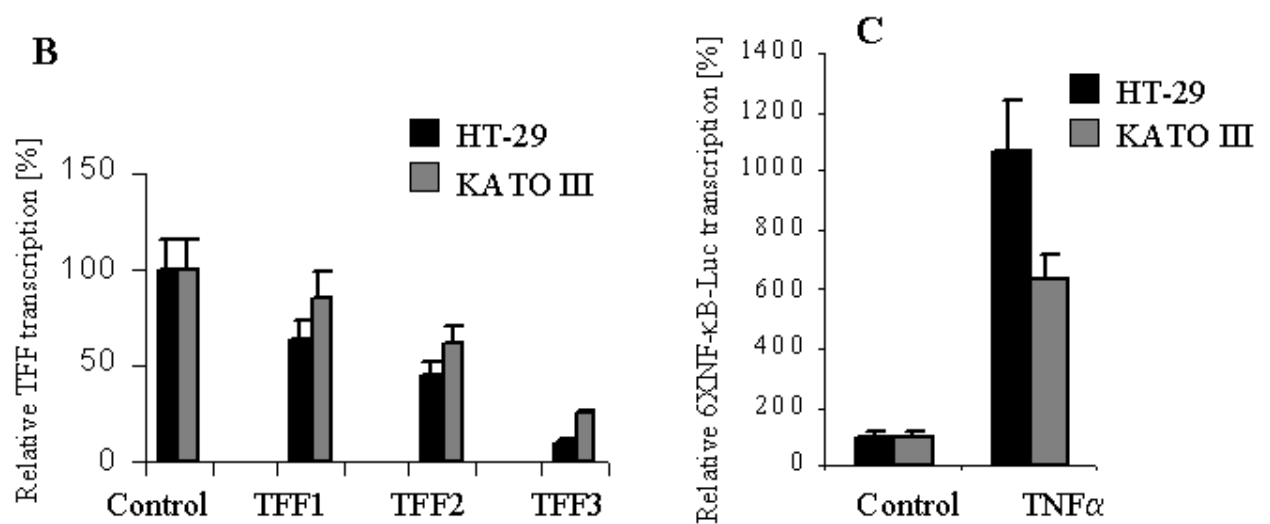 B
Relative TFF transcription [%]
HT-29
KATO III
150
100
50
0
Control TFF1 TFF2 TFF3
C
Relative 6XNF-κB-Luc transcription [%]
HT-29
KATO III
1400
1200
1000
800
600
400
200
0
Control TNFα